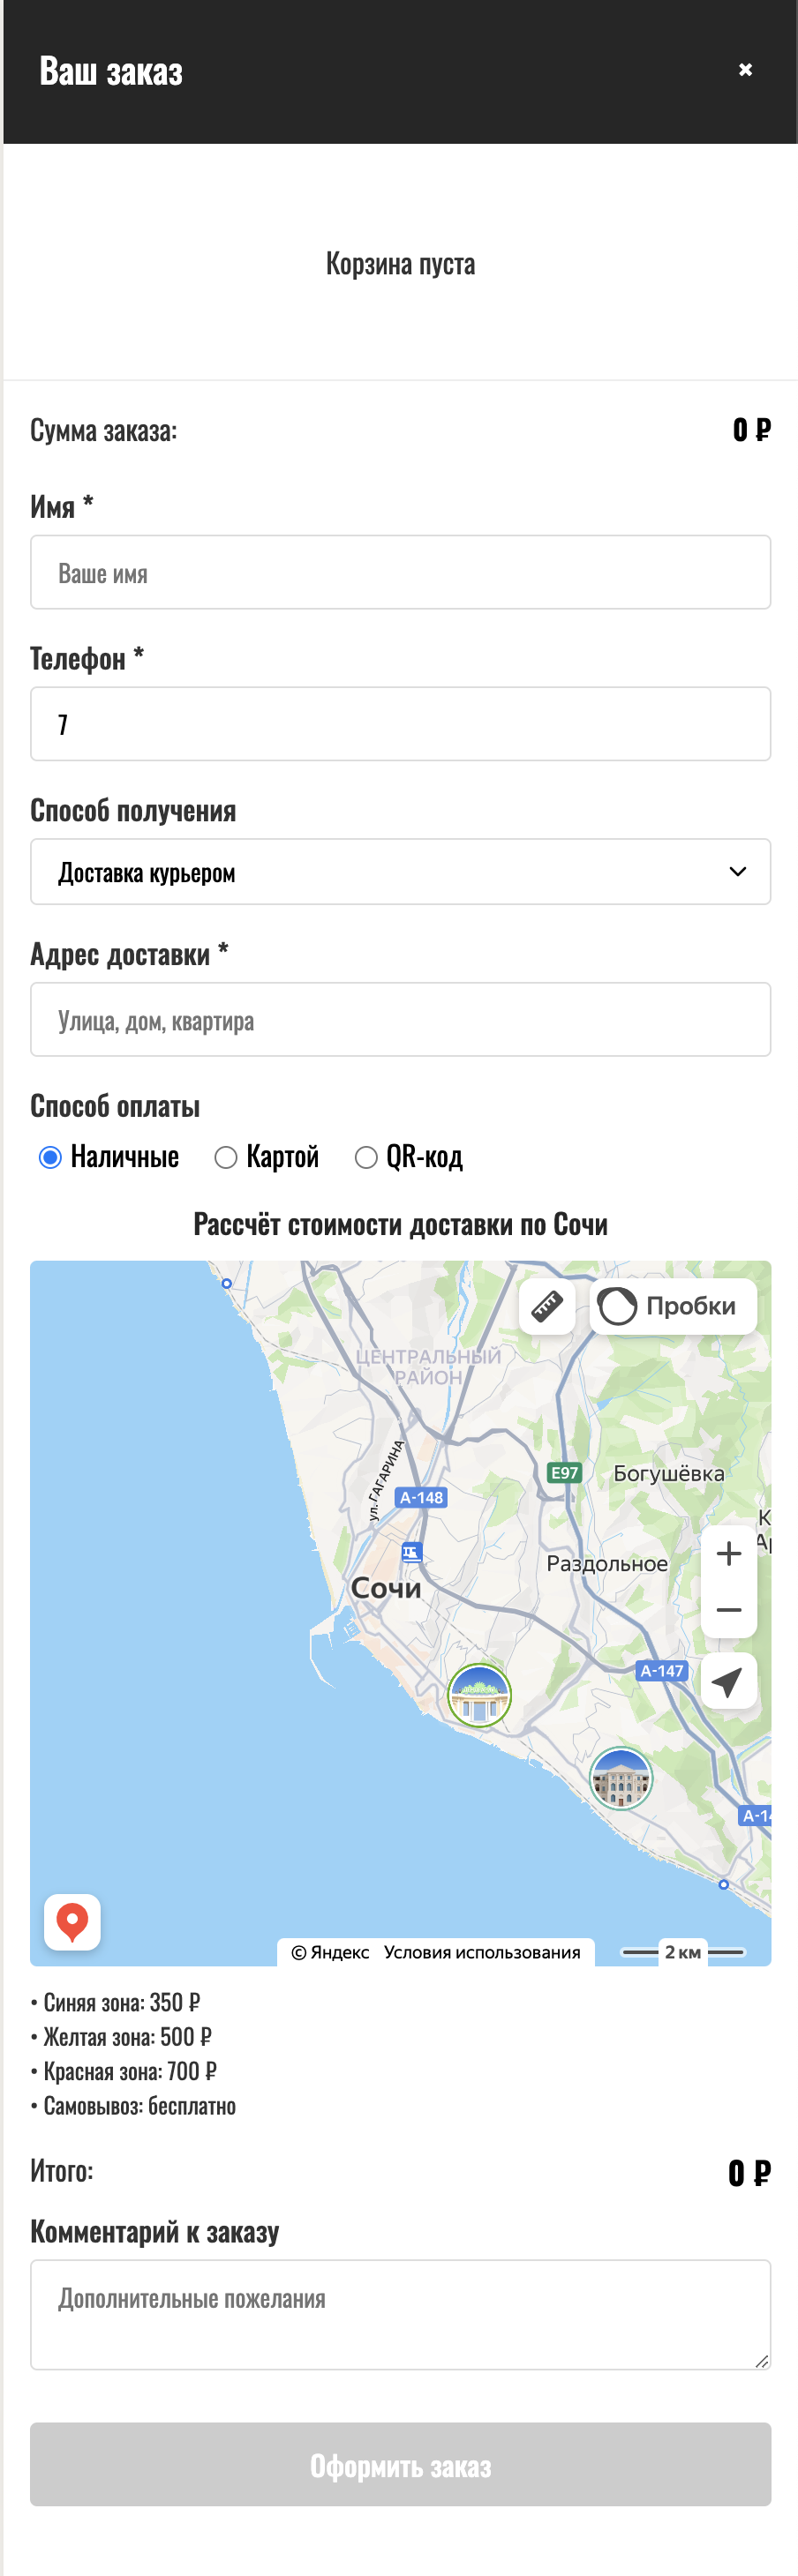 Ваш заказ
Корзина пуста
Сумма заказа: 0 ₽
Имя *
Ваше имя
Телефон *
7
Способ получения
Доставка курьером
Адрес доставки *
Улица, дом, квартира
Способ оплаты
Наличные Картой QR-код
Рассчёт стоимости доставки по Сочи
Пробки
ЦЕНТРАЛЬНЫЙ
РАЙОН
ул. ГАГАРИНА
E97
Богушёвка
А-148
Раздольное
Сочи
А-147
© Яндекс Условия использования 2 км
• Синяя зона: 350 ₽
• Желтая зона: 500 ₽
• Красная зона: 700 ₽
• Самовывоз: бесплатно
Итого: 0 ₽
Комментарий к заказу
Дополнительные пожелания
Оформить заказ